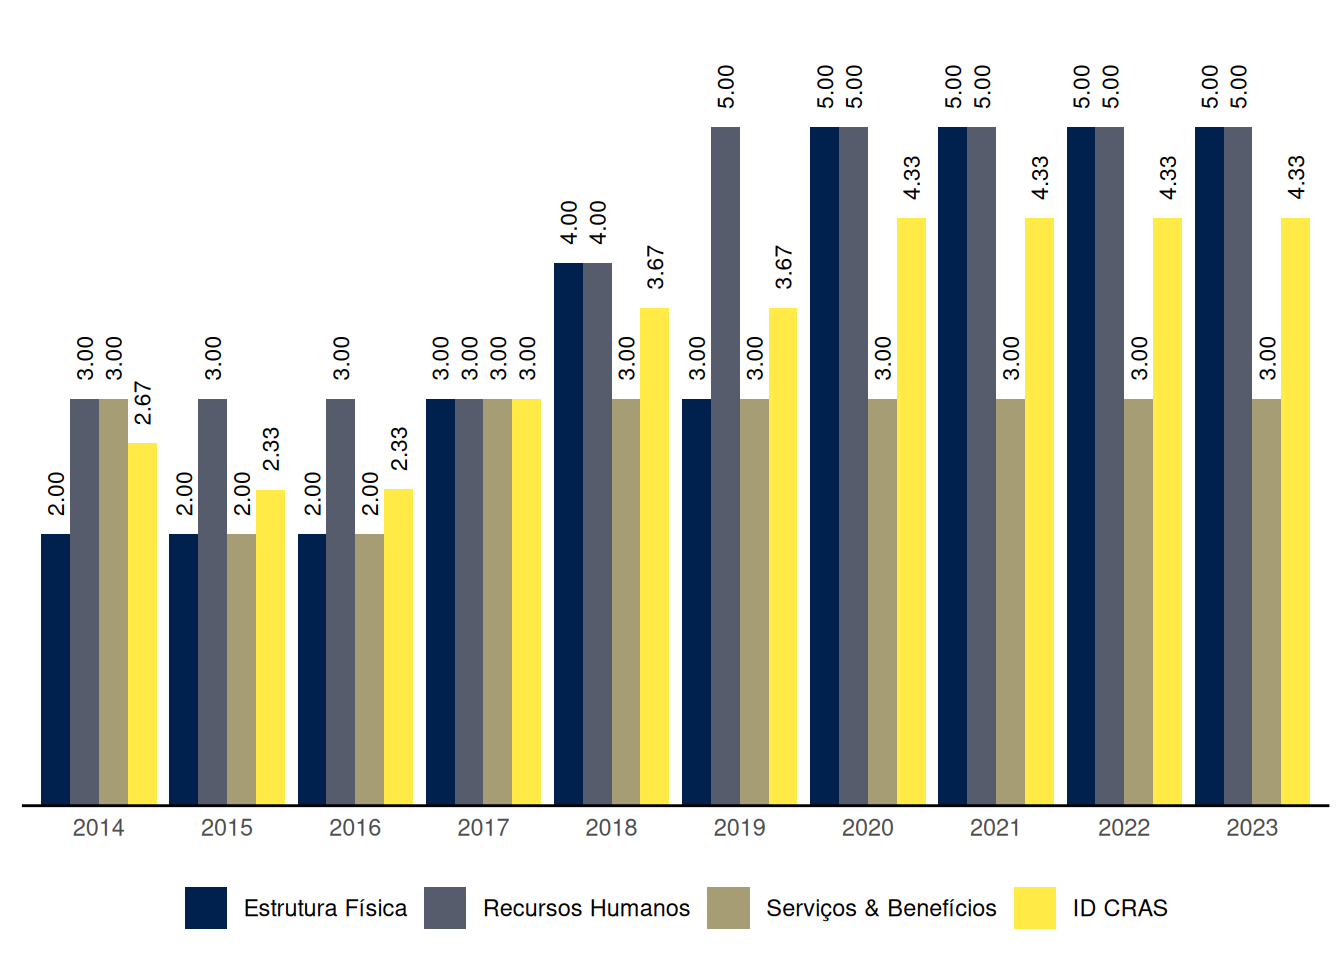 5.00 5.00 5.00 5.00 5.00 5.00 5.00 5.00 5.00
4.33 4.33 4.33 4.33
4.00 4.00
3.67 3.67
3.00 3.00 3.00 3.00 3.00 3.00 3.00 3.00 3.00 3.00 3.00 3.00 3.00 3.00 3.00
2.67
2.33 2.33
2.00 2.00 2.00 2.00 2.00
2014 2015 2016 2017 2018 2019 2020 2021 2022 2023
Estrutura Física Recursos Humanos Serviços & Benefícios ID CRAS